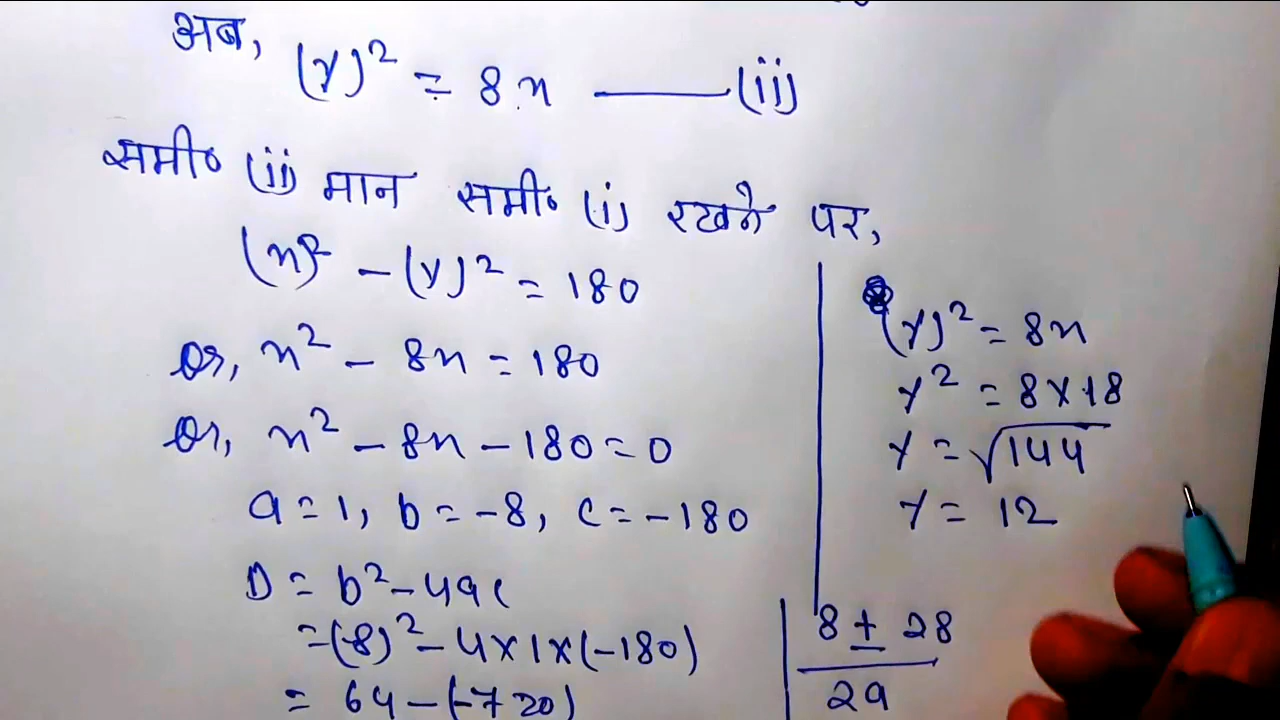 अब, (y)² = 8x ——— (ii)
समी० (ii) मान समी० (i) रखने पर,
(x)² - (y)² = 180
or, x² - 8x = 180
or, x² - 8x - 180 = 0
a = 1, b = -8, c = -180
D = b² - 4ac
= (-8)² - 4×1×(-180)
= 64 - (-720)
(y)² = 8x
y² = 8×18
y = √144
y = 12
8 ± 28
2a